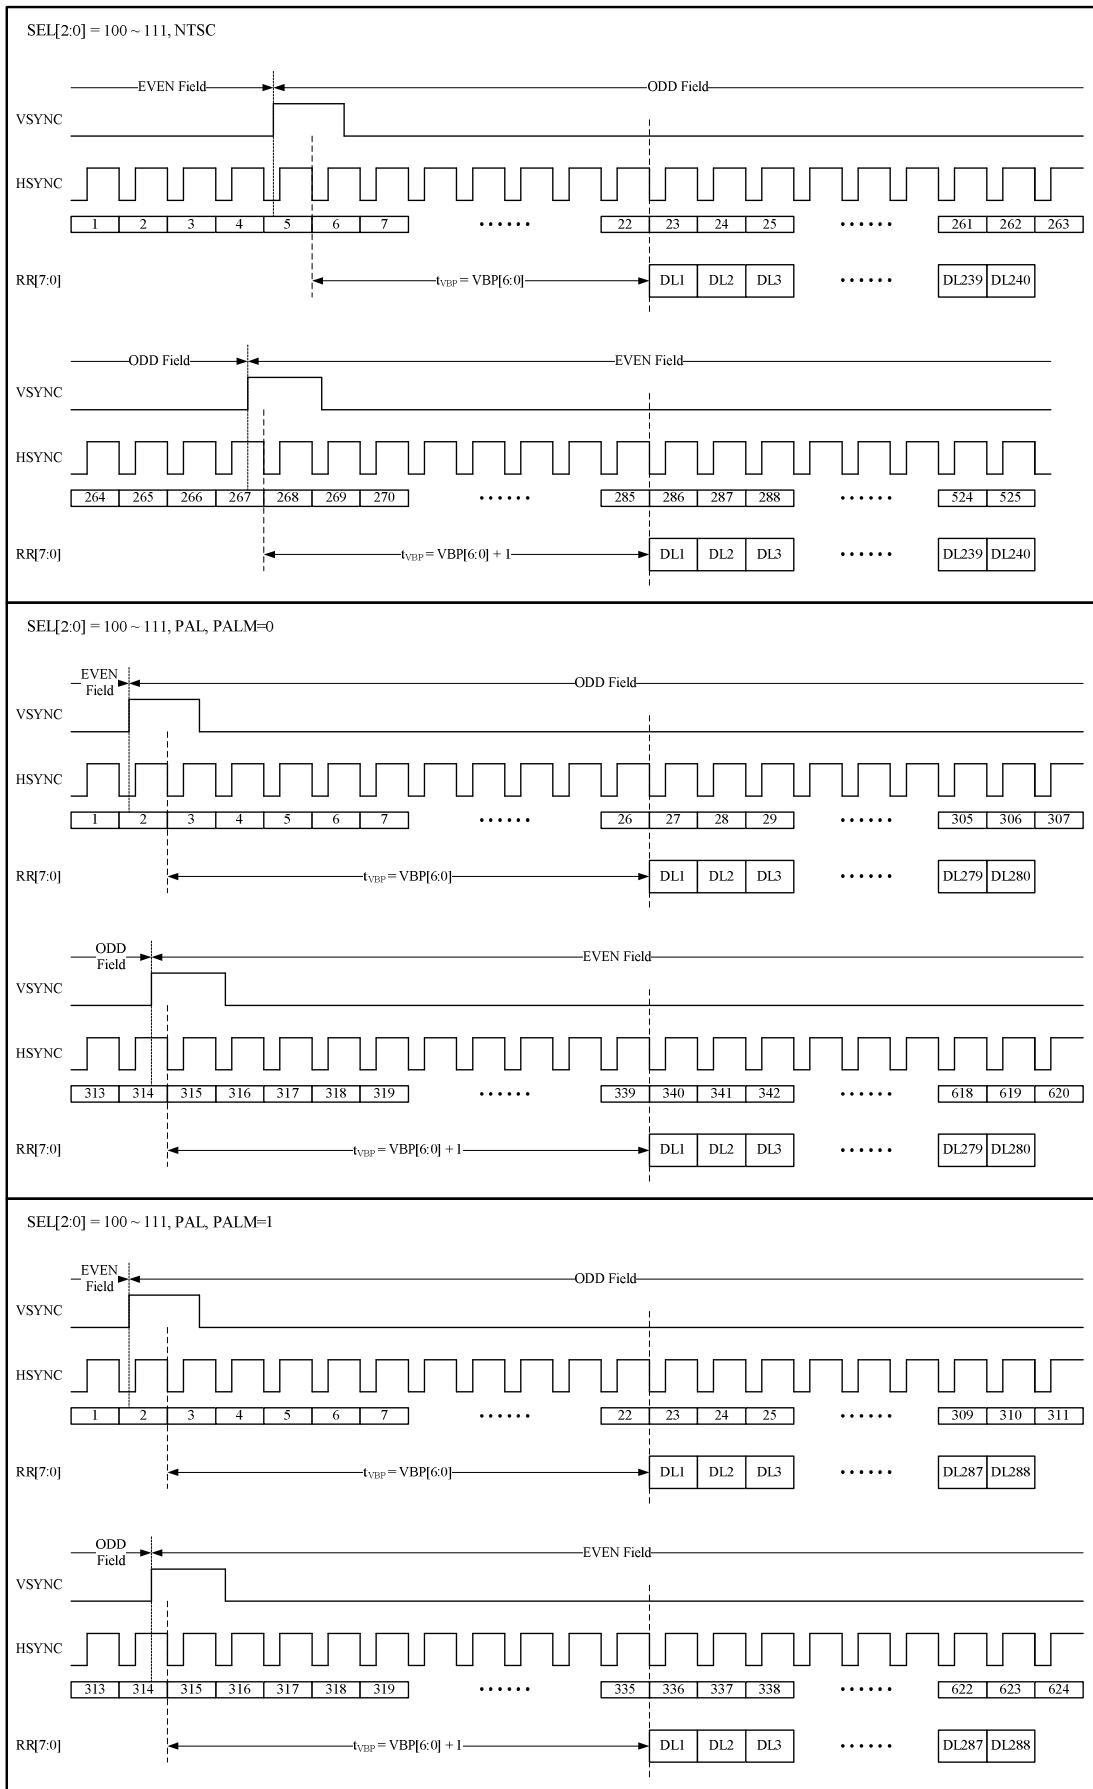 SEL[2:0] = 100 ~ 111, NTSC
EVEN Field ODD Field
VSYNC
HSYNC
1 2 3 4 5 6 7 ...... 22 23 24 25 ...... 261 262 263
RR[7:0] tVBP = VBP[6:0] DL1 DL2 DL3 ...... DL239 DL240
ODD Field EVEN Field
VSYNC
HSYNC
264 265 266 267 268 269 270 ...... 285 286 287 288 ...... 524 525
RR[7:0] tVBP = VBP[6:0] + 1 DL1 DL2 DL3 ...... DL239 DL240
SEL[2:0] = 100 ~ 111, PAL, PALM=0
EVEN
Field
ODD Field
VSYNC
HSYNC
1 2 3 4 5 6 7 ...... 26 27 28 29 ...... 305 306 307
RR[7:0] tVBP = VBP[6:0] DL1 DL2 DL3 ...... DL279 DL280
ODD
Field
EVEN Field
VSYNC
HSYNC
313 314 315 316 317 318 319 ...... 339 340 341 342 ...... 618 619 620
RR[7:0] tVBP = VBP[6:0] + 1 DL1 DL2 DL3 ...... DL279 DL280
SEL[2:0] = 100 ~ 111, PAL, PALM=1
EVEN
Field
ODD Field
VSYNC
HSYNC
1 2 3 4 5 6 7 ...... 22 23 24 25 ...... 309 310 311
RR[7:0] tVBP = VBP[6:0] DL1 DL2 DL3 ...... DL287 DL288
ODD
Field
EVEN Field
VSYNC
HSYNC
313 314 315 316 317 318 319 ...... 335 336 337 338 ...... 622 623 624
RR[7:0] tVBP = VBP[6:0] + 1 DL1 DL2 DL3 ...... DL287 DL288